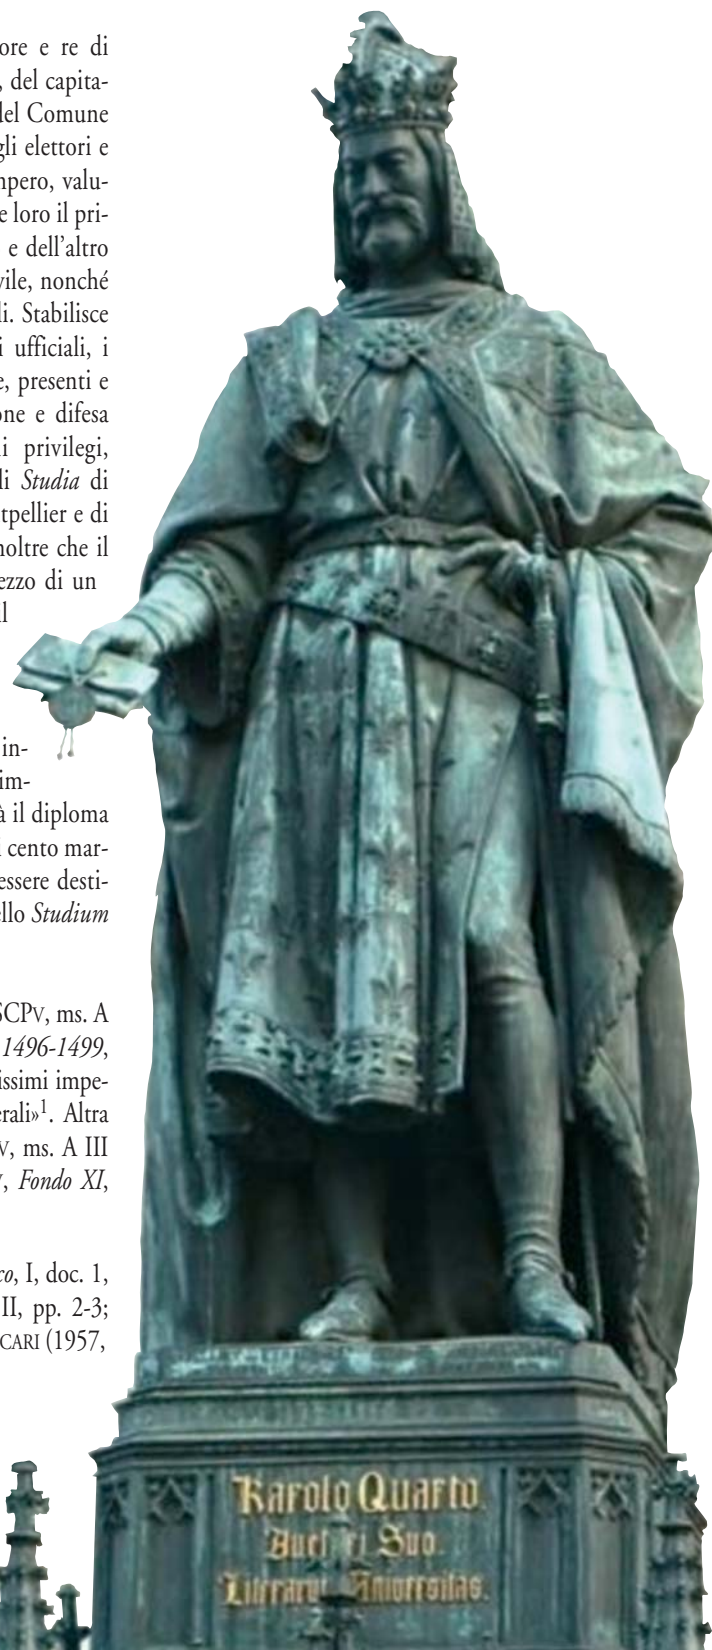 ore e re di
, del capita-
del Comune
gli elettori e
npero, valu-
e loro il pri-
e dell’altro
vile, nonché
li. Stabilisce
i ufficiali, i
e, presenti e
one e difesa
i privilegi,
li Studia di
tpellier e di
noltre che il
ezzo di un
l
in-
im-
à il diploma
i cento mar-
essere desti-
ello Studium
SCPV, ms. A
1496-1499,
issimi impe-
erali»¹. Altra
V, ms. A III
V, Fondo XI,
co, I, doc. 1,
II, pp. 2-3;
CARI (1957,
Karolo Quarto.
Suo.